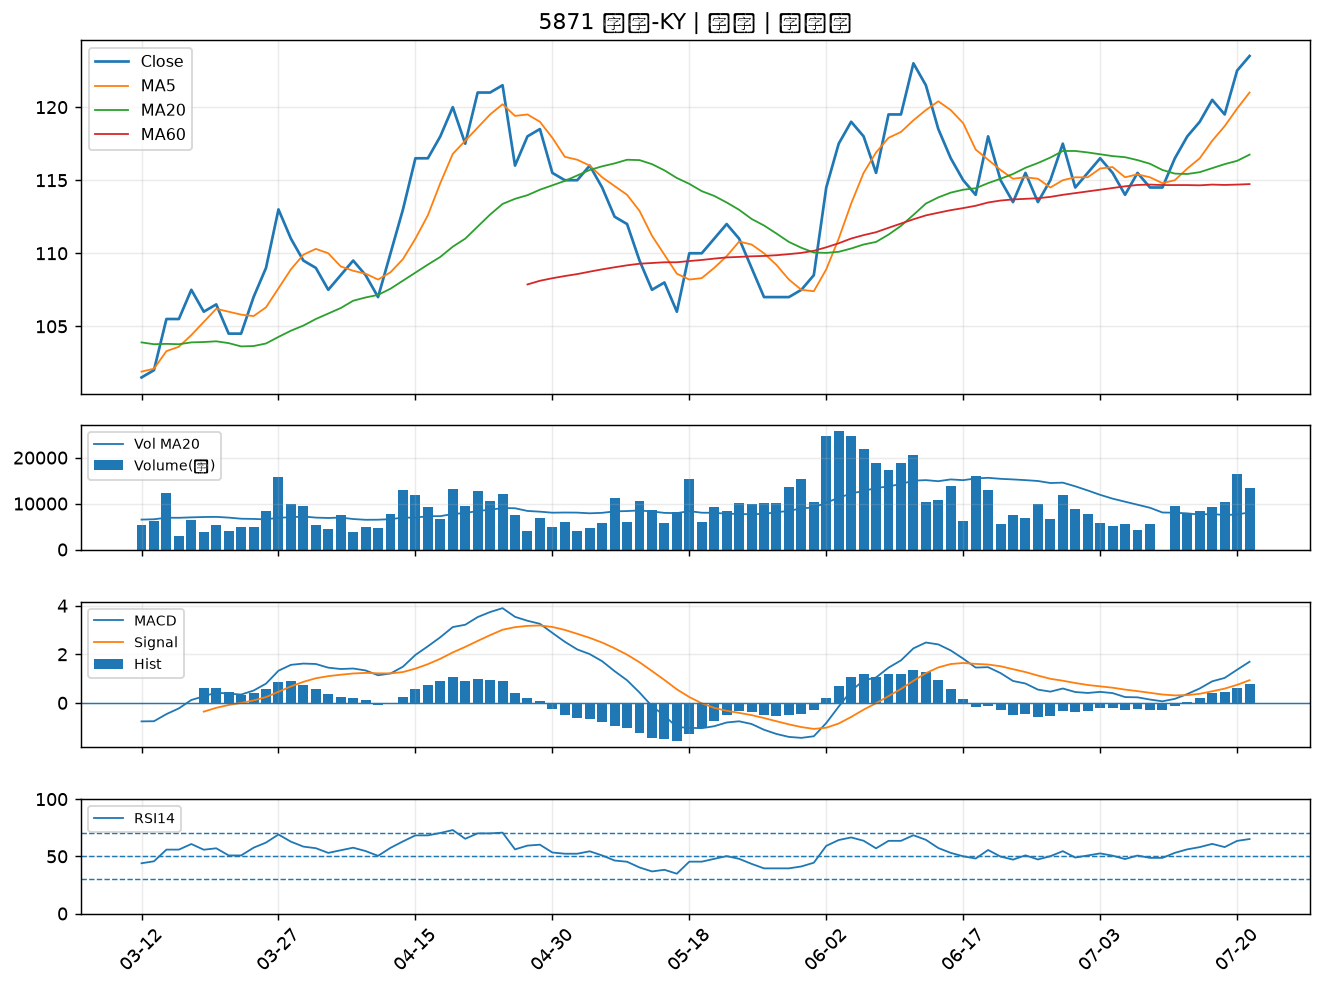 5871 -KY | |
Close
MA5
MA20
MA60
120
115
110
105
Vol MA20
Volume( )
20000
10000
0
MACD
Signal
Hist
4
2
0
RSI14
100
50
0
03-12 03-27 04-15 04-30 05-18 06-02 06-17 07-03 07-20